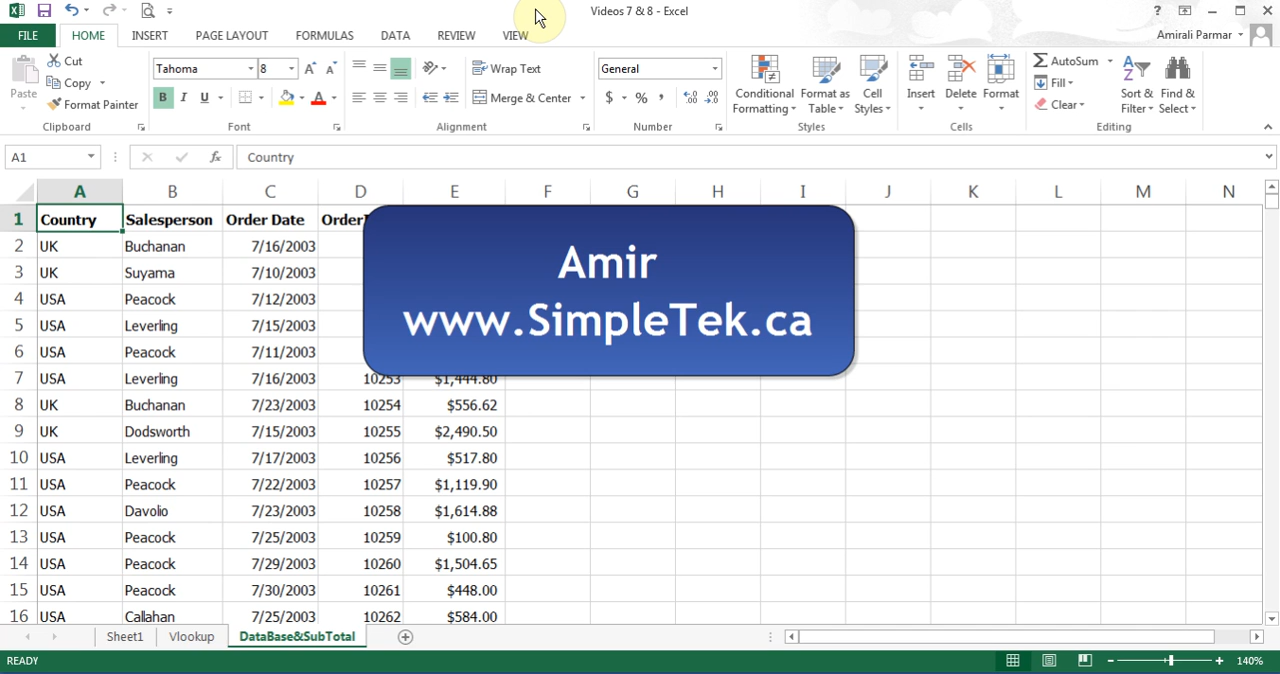 Videos 7 & 8 - Excel
?
FILE HOME INSERT PAGE LAYOUT FORMULAS DATA REVIEW VIEW Amirali Parmar
Paste Cut Copy Format Painter Clipboard
Tahoma 8 A A B I U A Font
Wrap Text Merge & Center Alignment
General $ % , Number
Conditional Formatting Format as Table Cell Styles Styles
Insert Delete Format Cells
AutoSum Fill Clear Sort & Filter Find & Select Editing
A1 fx Country
A B C D E F G H I J K L M N
1 Country Salesperson Order Date
2 UK Buchanan 7/16/2003
3 UK Suyama 7/10/2003
4 USA Peacock 7/12/2003
5 USA Leverling 7/15/2003
6 USA Peacock 7/11/2003
7 USA Leverling 7/16/2003 10253 $1,444.80
8 UK Buchanan 7/23/2003 10254 $556.62
9 UK Dodsworth 7/15/2003 10255 $2,490.50
10 USA Leverling 7/17/2003 10256 $517.80
11 USA Peacock 7/22/2003 10257 $1,119.90
12 USA Davolio 7/23/2003 10258 $1,614.88
13 USA Peacock 7/25/2003 10259 $100.80
14 USA Peacock 7/29/2003 10260 $1,504.65
15 USA Peacock 7/30/2003 10261 $448.00
16 USA Callahan 7/25/2003 10262 $584.00
Amir
www.SimpleTek.ca
Sheet1 Vlookup DataBase&SubTotal
READY 140%